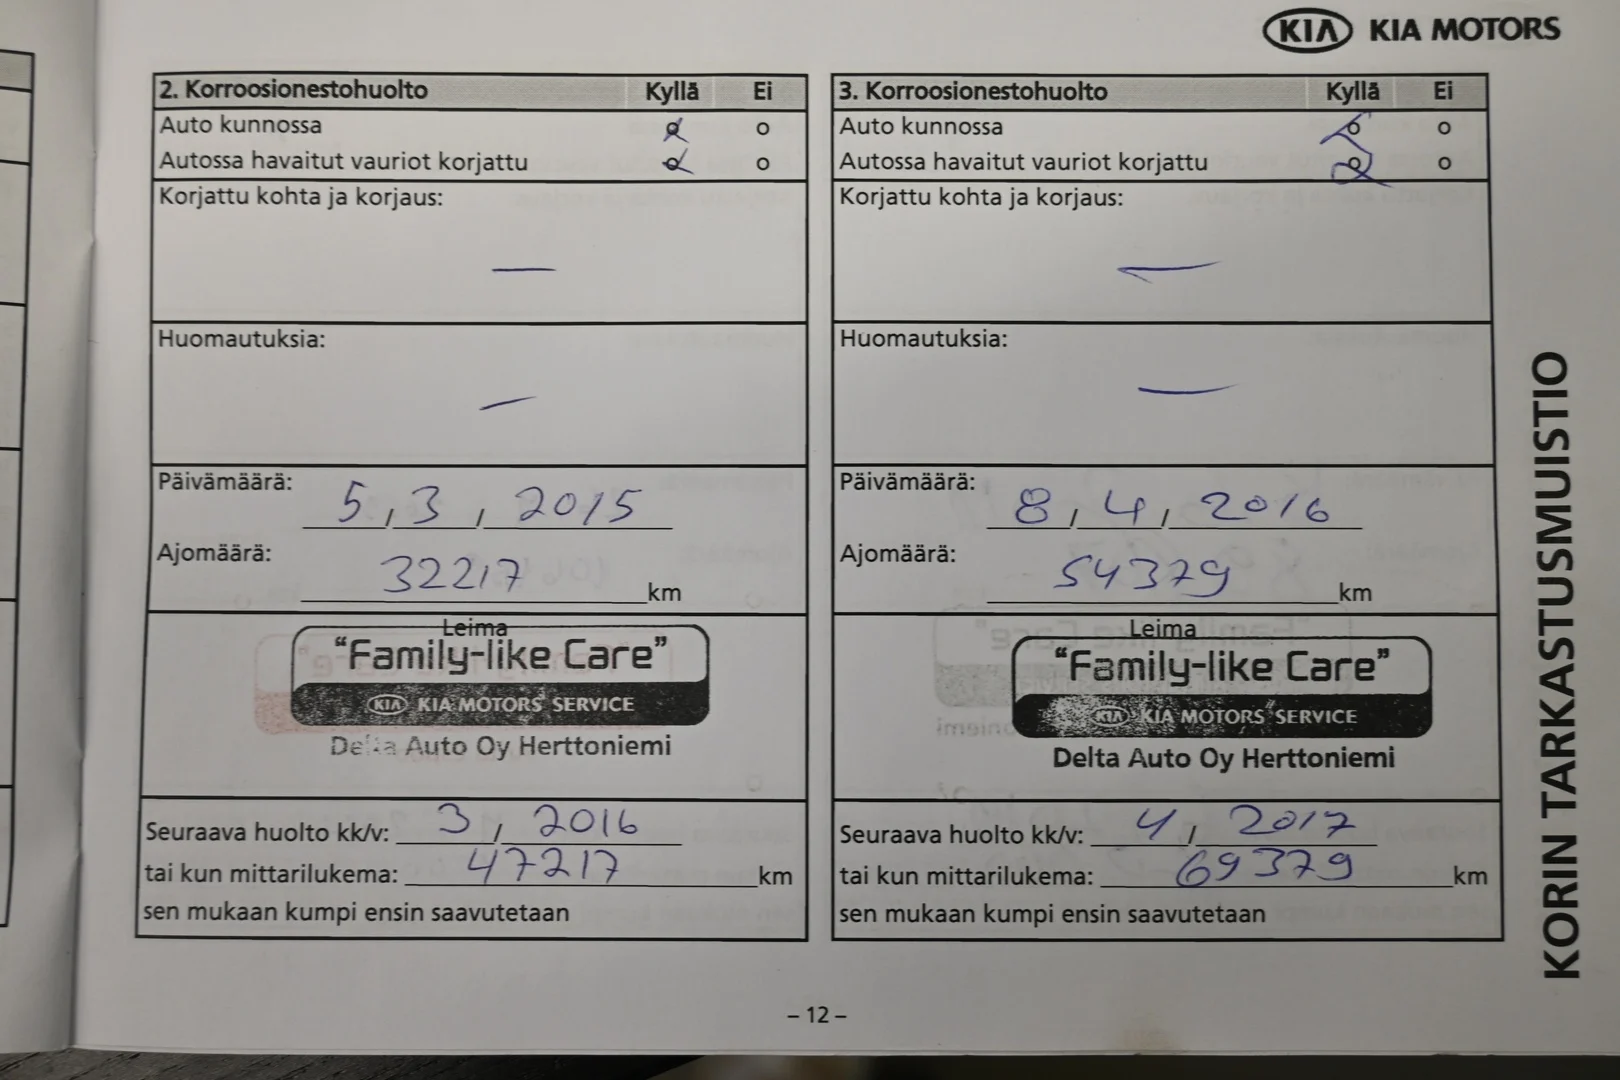 KIA KIA MOTORS
2. Korroosionestohuolto Kyllä Ei
Auto kunnossa o o
Autossa havaitut vauriot korjattu o o
Korjattu kohta ja korjaus:
—
Huomautuksia:
—
Päivämäärä: 5, 3, 2015
Ajomäärä: 32217 km
Leima
"Family-like Care"
KIA KIA MOTORS SERVICE
Delta Auto Oy Herttoniemi
Seuraava huolto kk/v: 3 / 2016
tai kun mittarilukema: 47217 km
sen mukaan kumpi ensin saavutetaan
3. Korroosionestohuolto Kyllä Ei
Auto kunnossa o o
Autossa havaitut vauriot korjattu o o
Korjattu kohta ja korjaus:
—
Huomautuksia:
—
Päivämäärä: 8, 4, 2016
Ajomäärä: 54379 km
Leima
"Family-like Care"
KIA KIA MOTORS SERVICE
Delta Auto Oy Herttoniemi
Seuraava huolto kk/v: 4 / 2017
tai kun mittarilukema: 69379 km
sen mukaan kumpi ensin saavutetaan
KORIN TARKASTUSMUISTIO
– 12 –